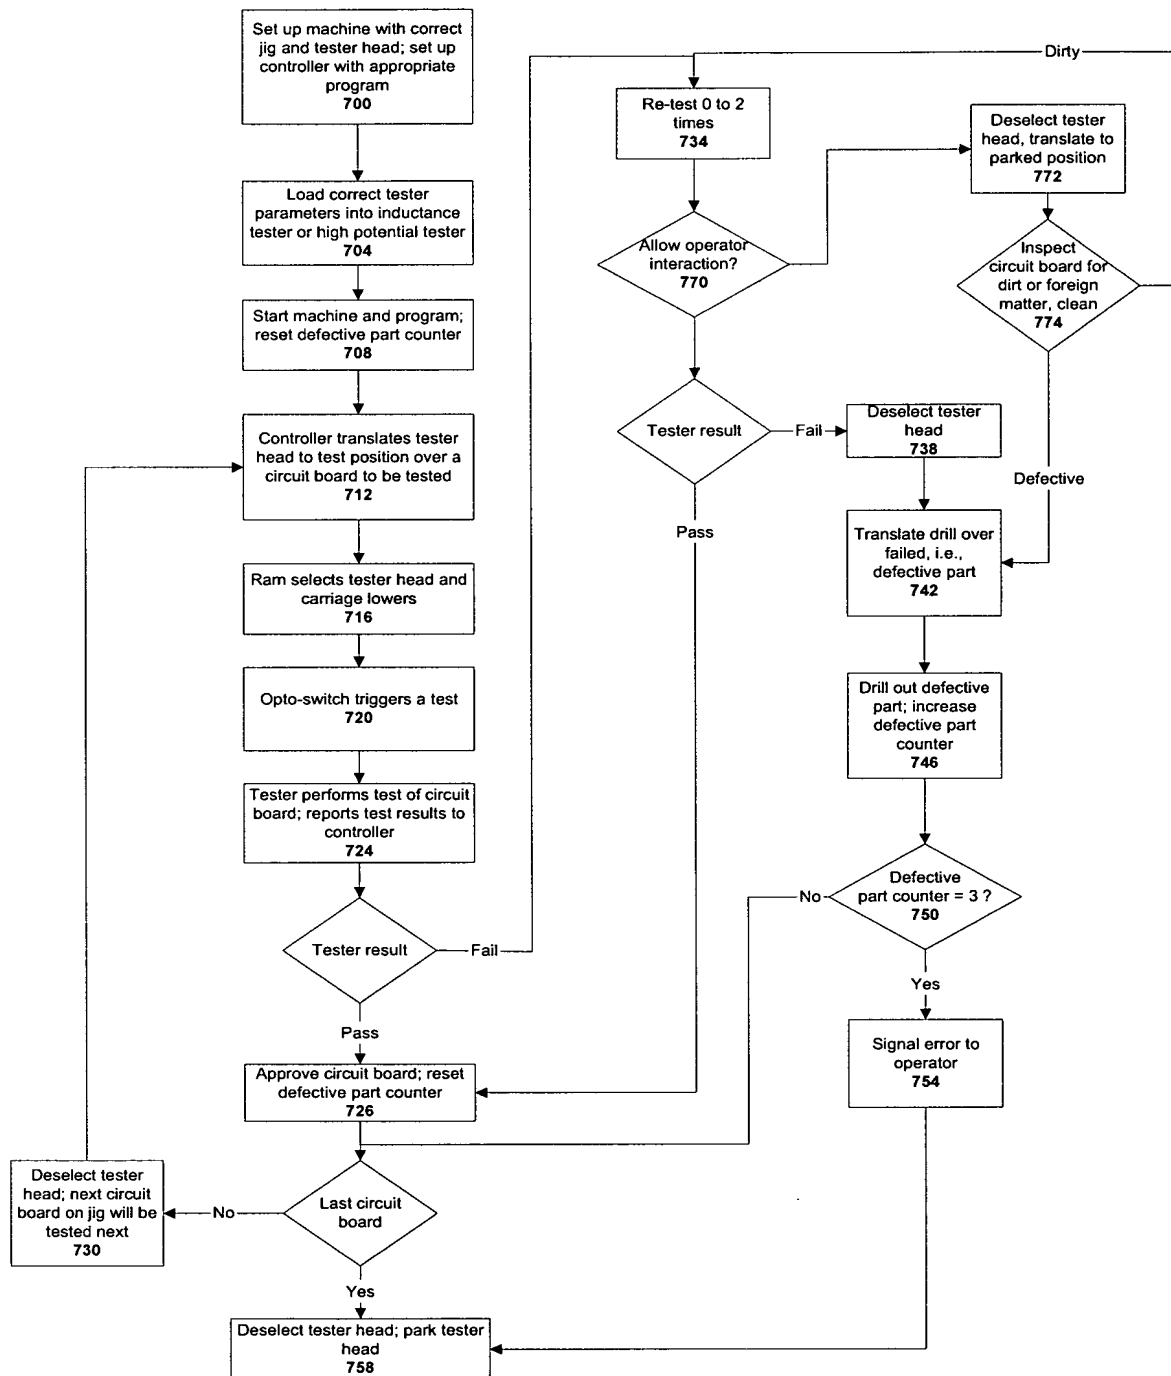 Set up machine with correct
jig and tester head; set up
controller with appropriate
program
700
Load correct tester
parameters into inductance
tester or high potential tester
704
Start machine and program;
reset defective part counter
708
Controller translates tester
head to test position over a
circuit board to be tested
712
Ram selects tester head and
carriage lowers
716
Opto-switch triggers a test
720
Tester performs test of circuit
board; reports test results to
controller
724
Tester result
Fail
Pass
Approve circuit board; reset
defective part counter
726
Last circuit
board
No
Deselect tester
head; next circuit
board on jig will be
tested next
730
Yes
Deselect tester head; park tester
head
758
Dirty
Re-test 0 to 2
times
734
Allow operator
interaction?
770
Deselect tester
head, translate to
parked position
772
Inspect
circuit board for
dirt or foreign
matter, clean
774
Tester result
Fail
Pass
Deselect tester
head
738
Defective
Translate drill over
failed, i.e.,
defective part
742
Drill out defective
part; increase
defective part
counter
746
Defective
part counter = 3 ?
750
No
Yes
Signal error to
operator
754